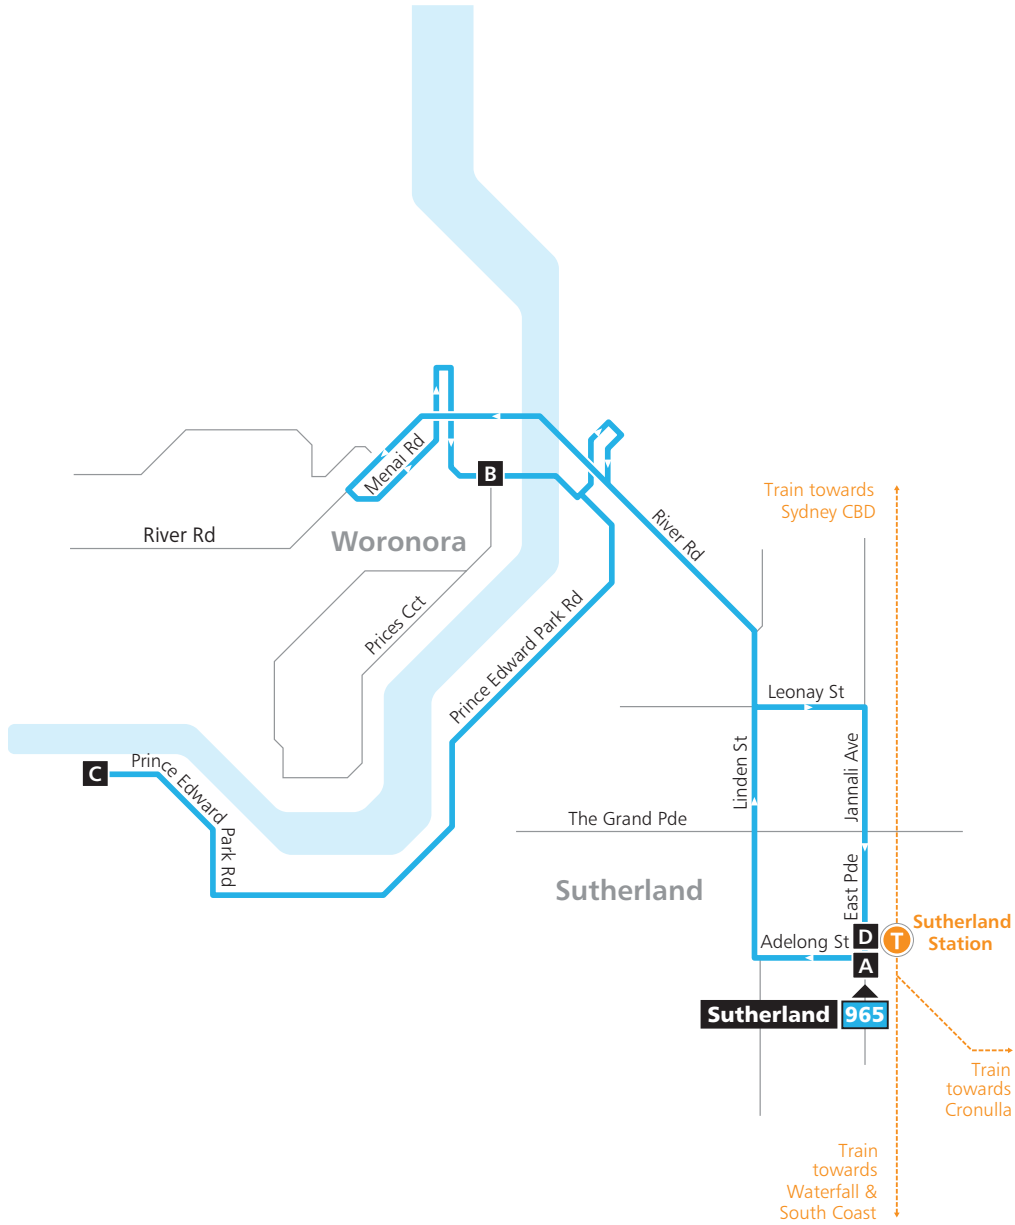 Menai Rd
B
River Rd
Woronora
River Rd
Train towards
Sydney CBD
Prices Cct
Prince Edward Park Rd
Leonay St
C
Prince Edward
Park Rd
Linden St
Jannali Ave
The Grand Pde
East Pde
Sutherland
Adelong St
D
T
Sutherland
Station
A
Sutherland 965
Train
towards
Cronulla
Train
towards
Waterfall &
South Coast